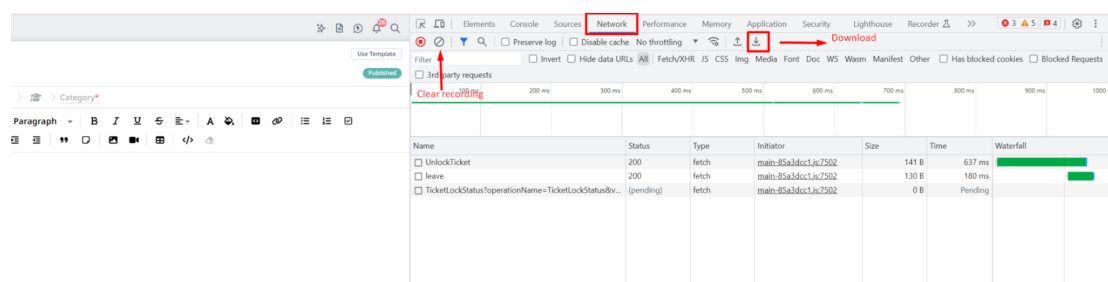 28
Elements Console Sources Network Performance Memory Application Security Lighthouse Recorder >> 3 5 4
Use Template
Preserve log Disable cache No throttling Download
Published
Filter Invert Hide data URLs All Fetch/XHR JS CSS Img Media Font Doc WS Wasm Manifest Other Has blocked cookies Blocked Requests
3rd-party requests
> > Category*
Clear recording 100 ms 200 ms 300 ms 400 ms 500 ms 600 ms 700 ms 800 ms 900 ms 1000
Paragraph B I U S A
Name Status Type Initiator Size Time Waterfall
UnlockTicket 200 fetch main-85a3dcc1.js:7502 141 B 637 ms
leave 200 fetch main-85a3dcc1.js:7502 130 B 180 ms
TicketLockStatus?operationName=TicketLockStatus&v... (pending) fetch main-85a3dcc1.js:7502 0 B Pending